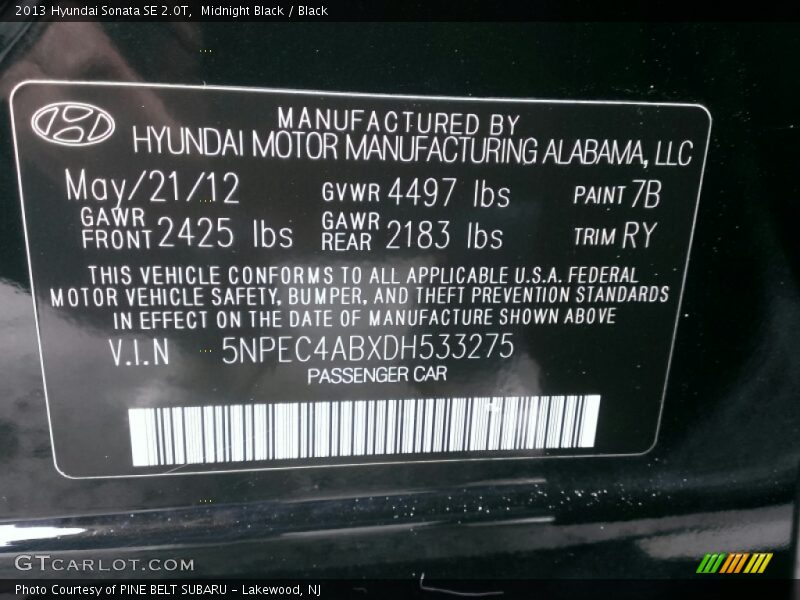 2013 Hyundai Sonata SE 2.0T, Midnight Black / Black
MANUFACTURED BY
HYUNDAI MOTOR MANUFACTURING ALABAMA, LLC
May/21/12 GVWR 4497 lbs PAINT 7B
GAWR FRONT 2425 lbs GAWR REAR 2183 lbs TRIM RY
THIS VEHICLE CONFORMS TO ALL APPLICABLE U.S.A. FEDERAL
MOTOR VEHICLE SAFETY, BUMPER, AND THEFT PREVENTION STANDARDS
IN EFFECT ON THE DATE OF MANUFACTURE SHOWN ABOVE
V.I.N 5NPEC4ABXDH533275
PASSENGER CAR
GTCARLOT.COM
Photo Courtesy of PINE BELT SUBARU - Lakewood, NJ